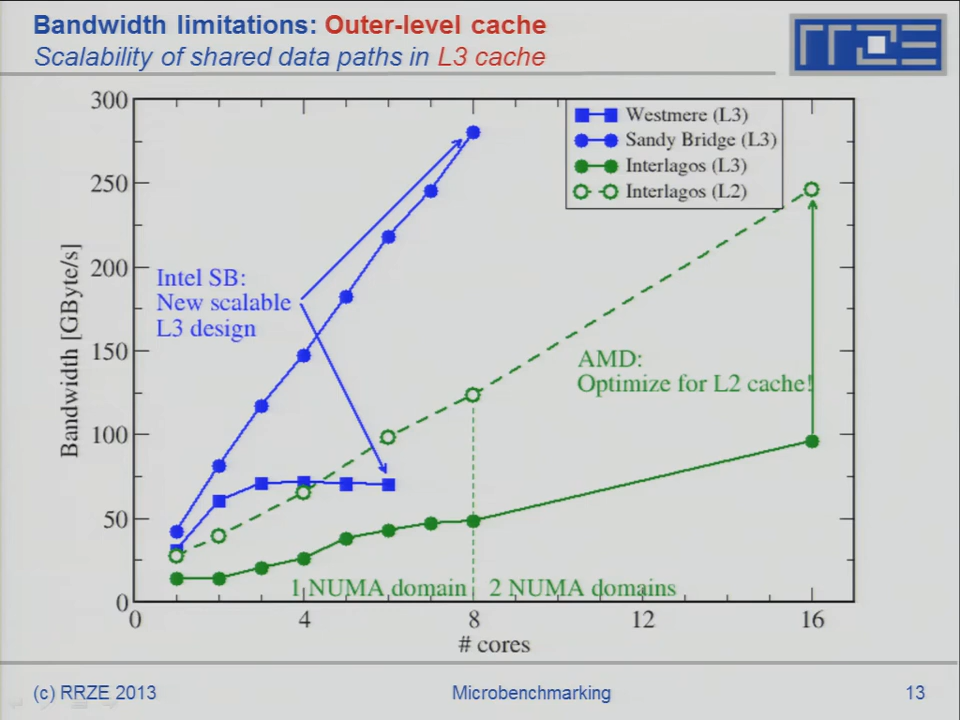 Bandwidth limitations: Outer-level cache
Scalability of shared data paths in L3 cache
RRZE
300
250
200
150
100
50
0
Bandwidth [GByte/s]
Westmere (L3)
Sandy Bridge (L3)
Interlagos (L3)
Interlagos (L2)
Intel SB:
New scalable
L3 design
AMD:
Optimize for L2 cache!
1 NUMA domain
2 NUMA domains
0 4 8 12 16
# cores
(c) RRZE 2013
Microbenchmarking
13